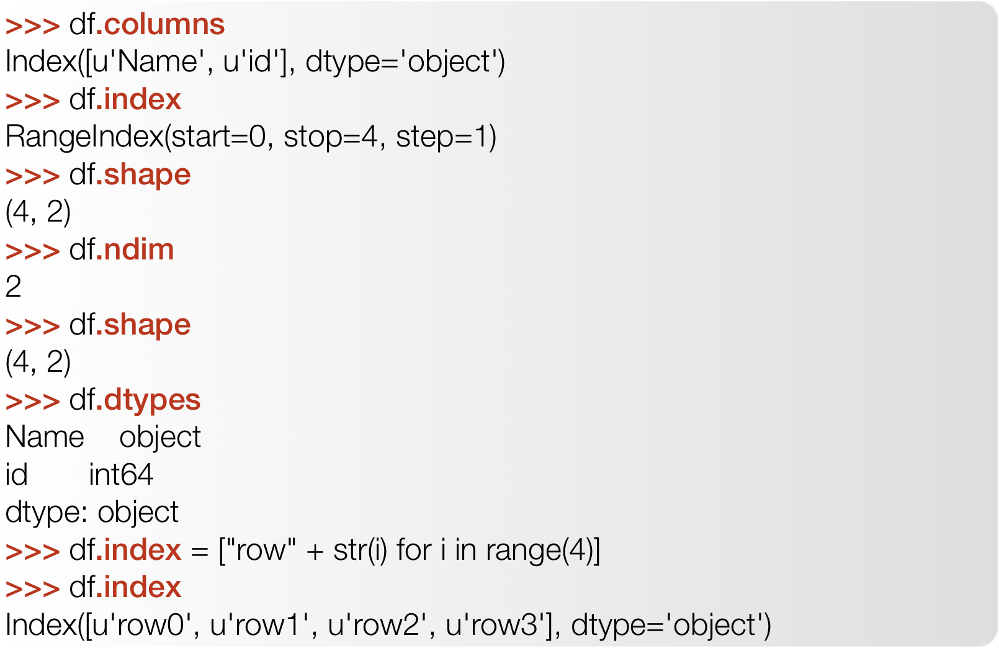 >>> df.columns
Index([u'Name', u'id'], dtype='object')
>>> df.index
RangeIndex(start=0, stop=4, step=1)
>>> df.shape
(4, 2)
>>> df.ndim
2
>>> df.shape
(4, 2)
>>> df.dtypes
Name    object
id       int64
dtype: object
>>> df.index = ["row" + str(i) for i in range(4)]
>>> df.index
Index([u'row0', u'row1', u'row2', u'row3'], dtype='object')